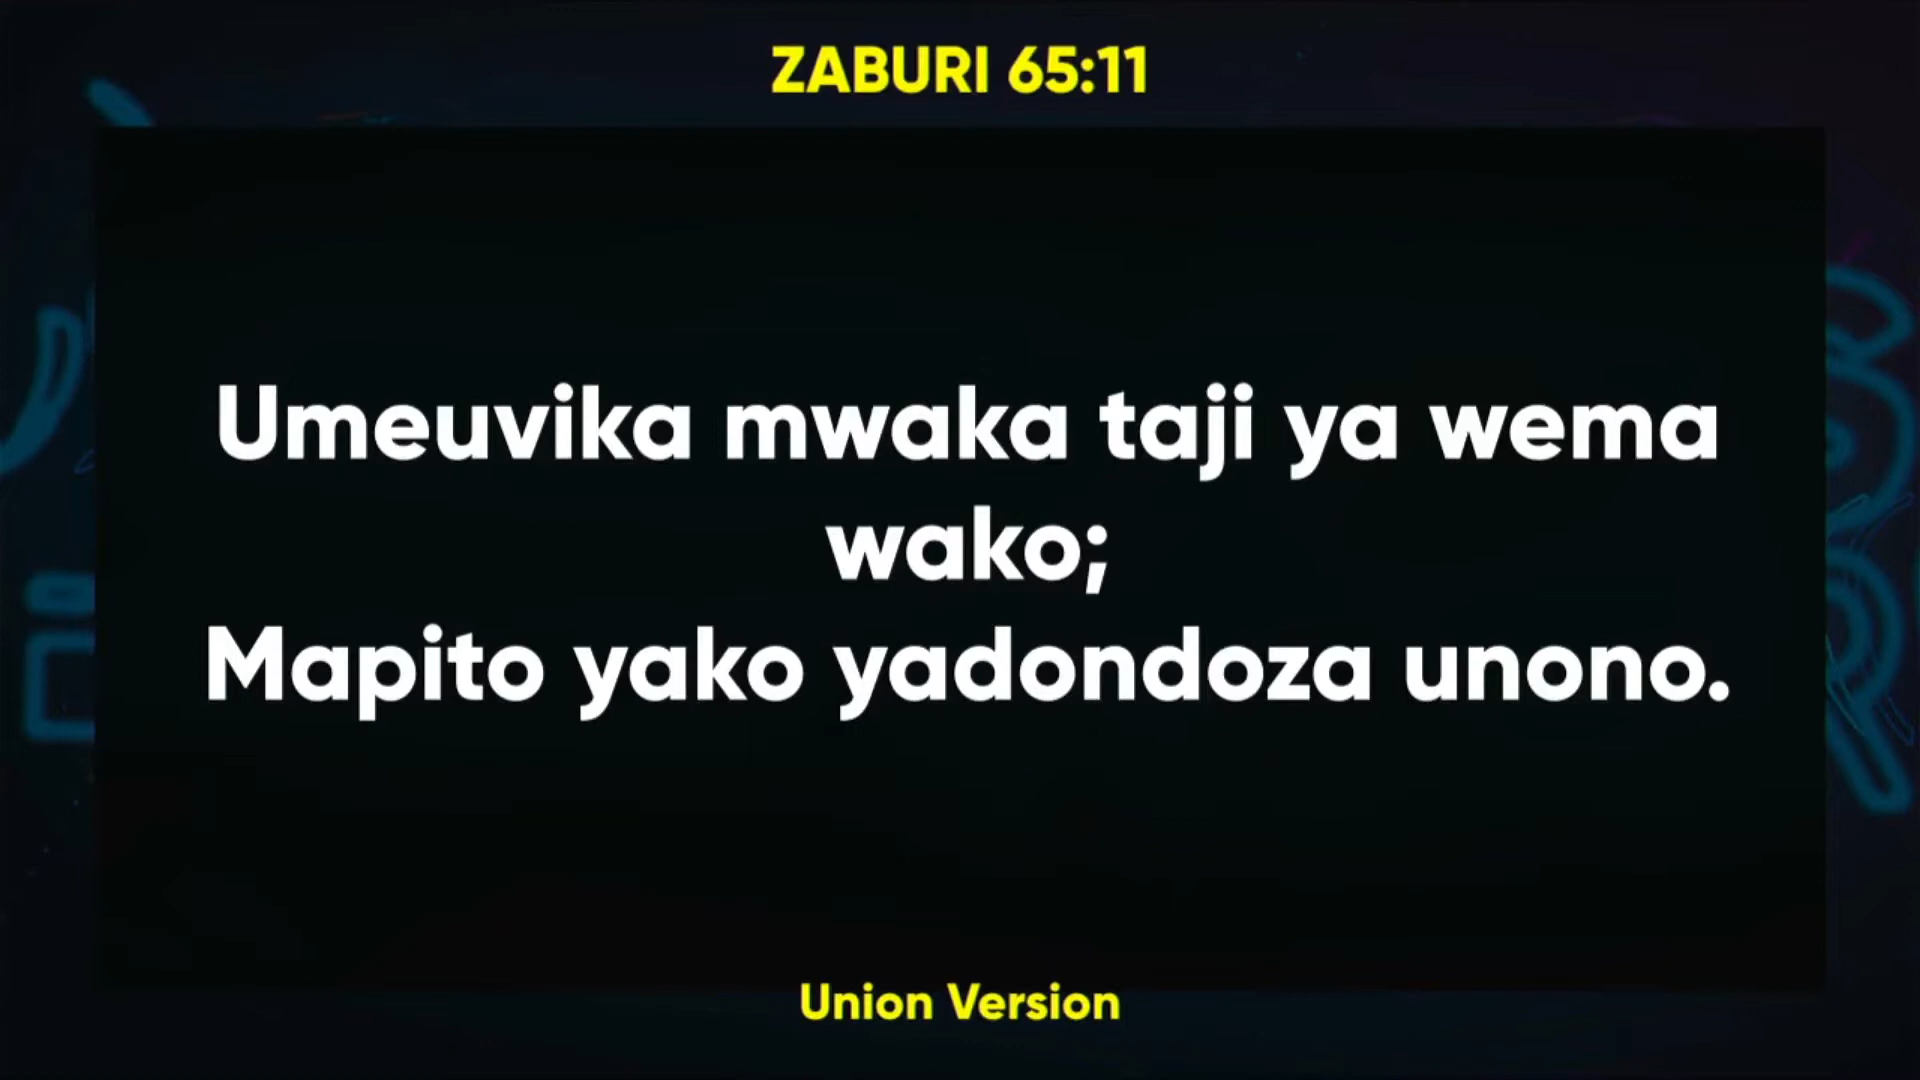 ZABURI 65:11
Umeuvika mwaka taji ya wema
wako;
Mapito yako yadondoza unono.
Union Version